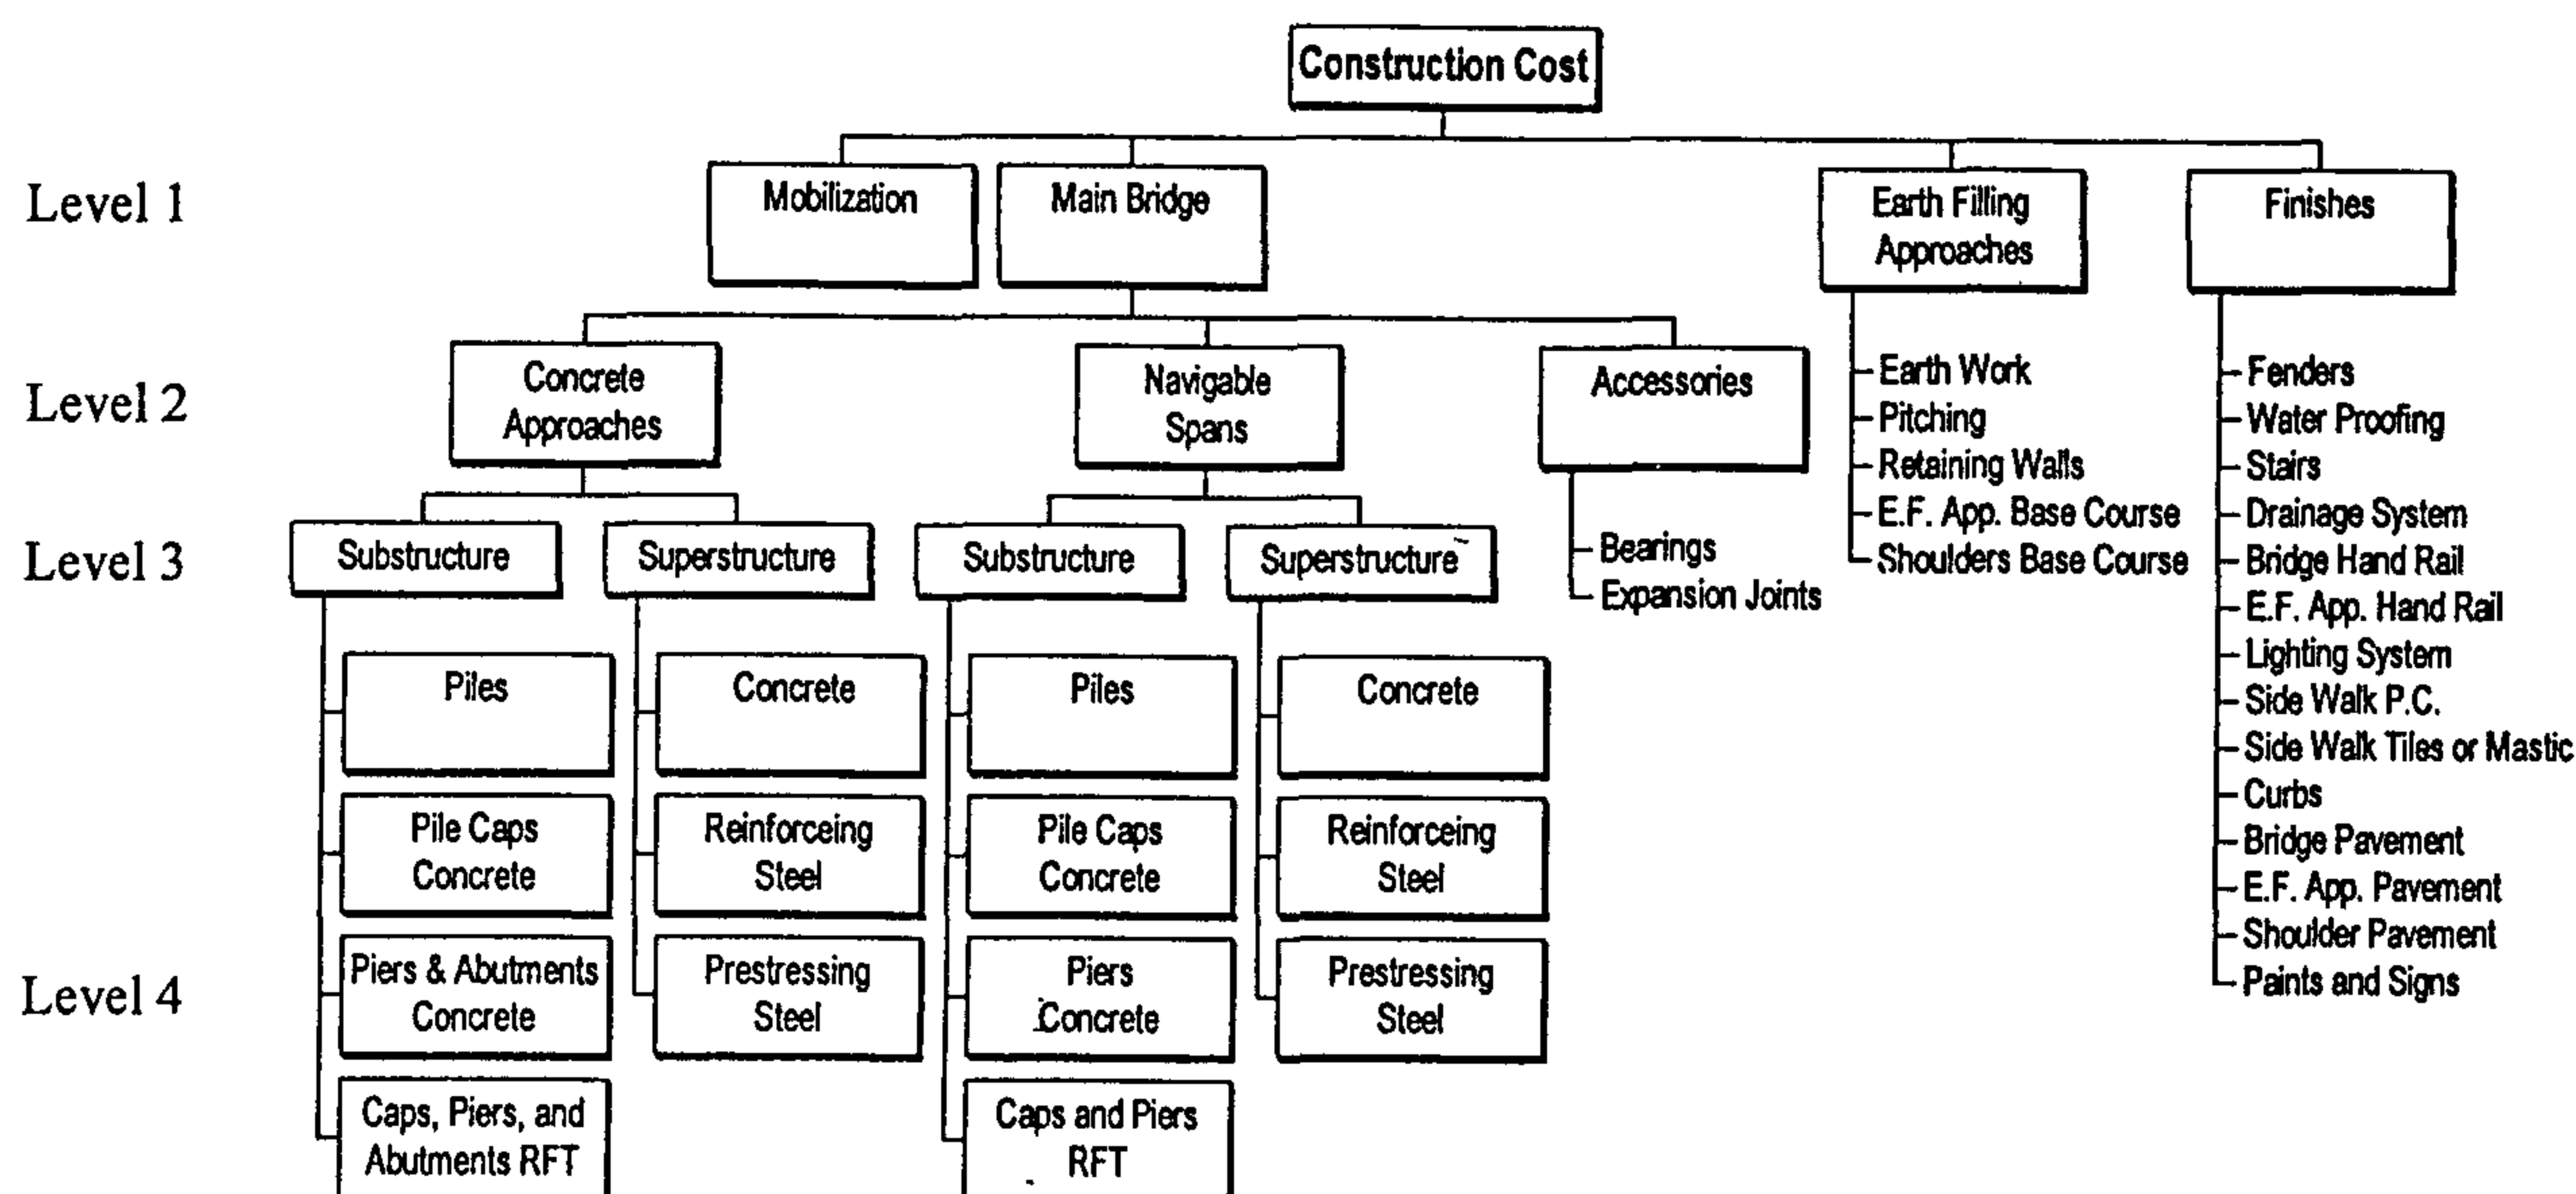 Construction Cost
Level 1
Mobilization
Main Bridge
Earth Filling
Approaches
Finishes
Level 2
Concrete
Approaches
Navigable
Spans
Accessories
Earth Work
Pitching
Retaining Walls
E.F. App. Base Course
Shoulders Base Course
Fenders
Water Proofing
Stairs
Drainage System
Bridge Hand Rail
E.F. App. Hand Rail
Lighting System
Side Walk P.C.
Side Walk Tiles or Mastic
Curbs
Bridge Pavement
E.F. App. Pavement
Shoulder Pavement
Paints and Signs
Level 3
Substructure
Superstructure
Substructure
Superstructure
Bearings
Expansion Joints
Level 4
Piles
Pile Caps
Concrete
Piers & Abutments
Concrete
Caps, Piers, and
Abutments RFT
Concrete
Reinforceing
Steel
Prestressing
Steel
Piles
Pile Caps
Concrete
Piers
Concrete
Caps and Piers
RFT
Concrete
Reinforceing
Steel
Prestressing
Steel